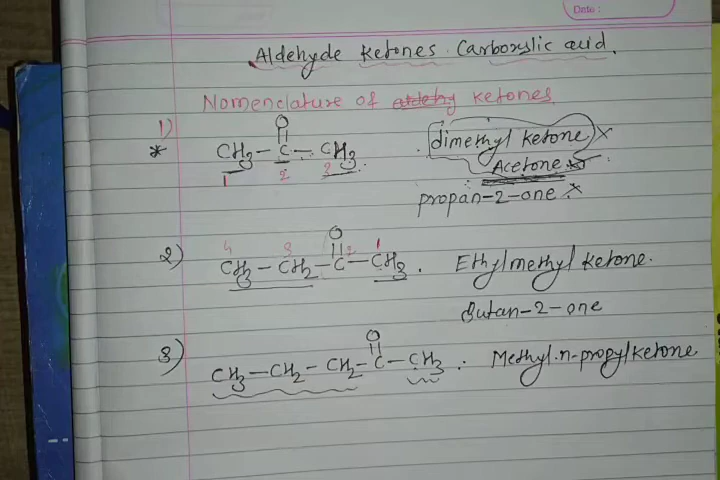 Date:
Aldehyde Ketones Carboxylic acid.
Nomenclature of ketones
1)
* CH3 – C – CH3.
O
1 2 3
dimethyl ketone
Acetone
propan-2-one
2)
O
4 3 2 1
CH3 – CH2 – C – CH3. Ethylmethyl ketone.
Butan-2-one
3)
O
CH3 – CH2 – CH2 – C – CH3. Methyl-n-propylketone